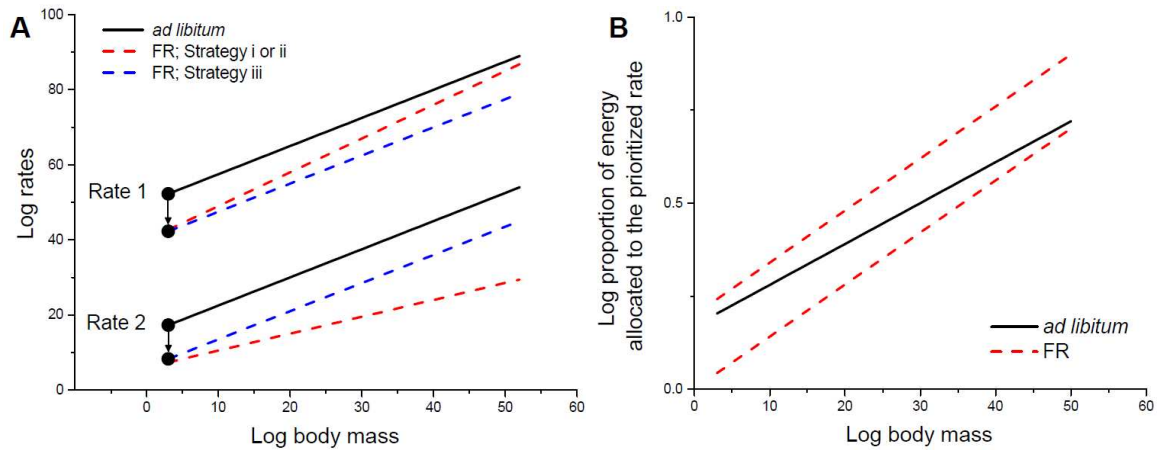 A
ad libitum
FR; Strategy i or ii
FR; Strategy iii
Log rates
100
80
60
40
20
0
Rate 1
Rate 2
0 10 20 30 40 50 60
Log body mass
B
Log proportion of energy
allocated to the prioritized rate
1.0
0.5
0.0
ad libitum
FR
0 10 20 30 40 50 60
Log body mass